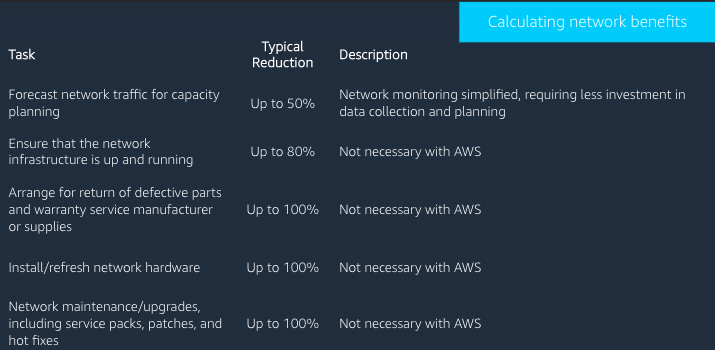 Calculating network benefits
Task
Typical
Reduction
Description
Forecast network traffic for capacity
planning
Up to 50%
Network monitoring simplified, requiring less investment in
data collection and planning
Ensure that the network
infrastructure is up and running
Up to 80%
Not necessary with AWS
Arrange for return of defective parts
and warranty service manufacturer
or supplies
Up to 100%
Not necessary with AWS
Install/refresh network hardware
Up to 100%
Not necessary with AWS
Network maintenance/upgrades,
including service packs, patches, and
hot fixes
Up to 100%
Not necessary with AWS